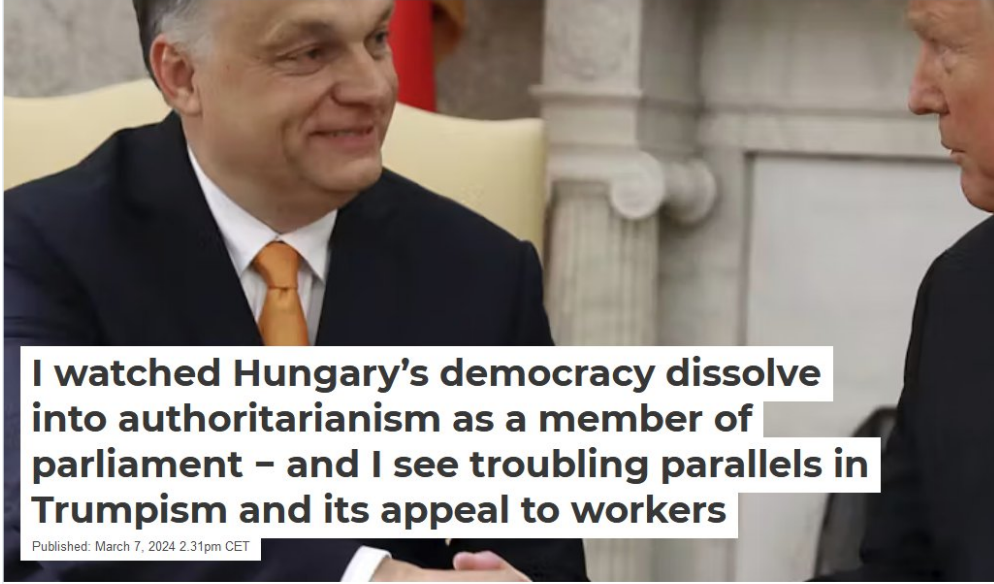 I watched Hungary’s democracy dissolve
into authoritarianism as a member of
parliament – and I see troubling parallels in
Trumpism and its appeal to workers
Published: March 7, 2024 2.31pm CET